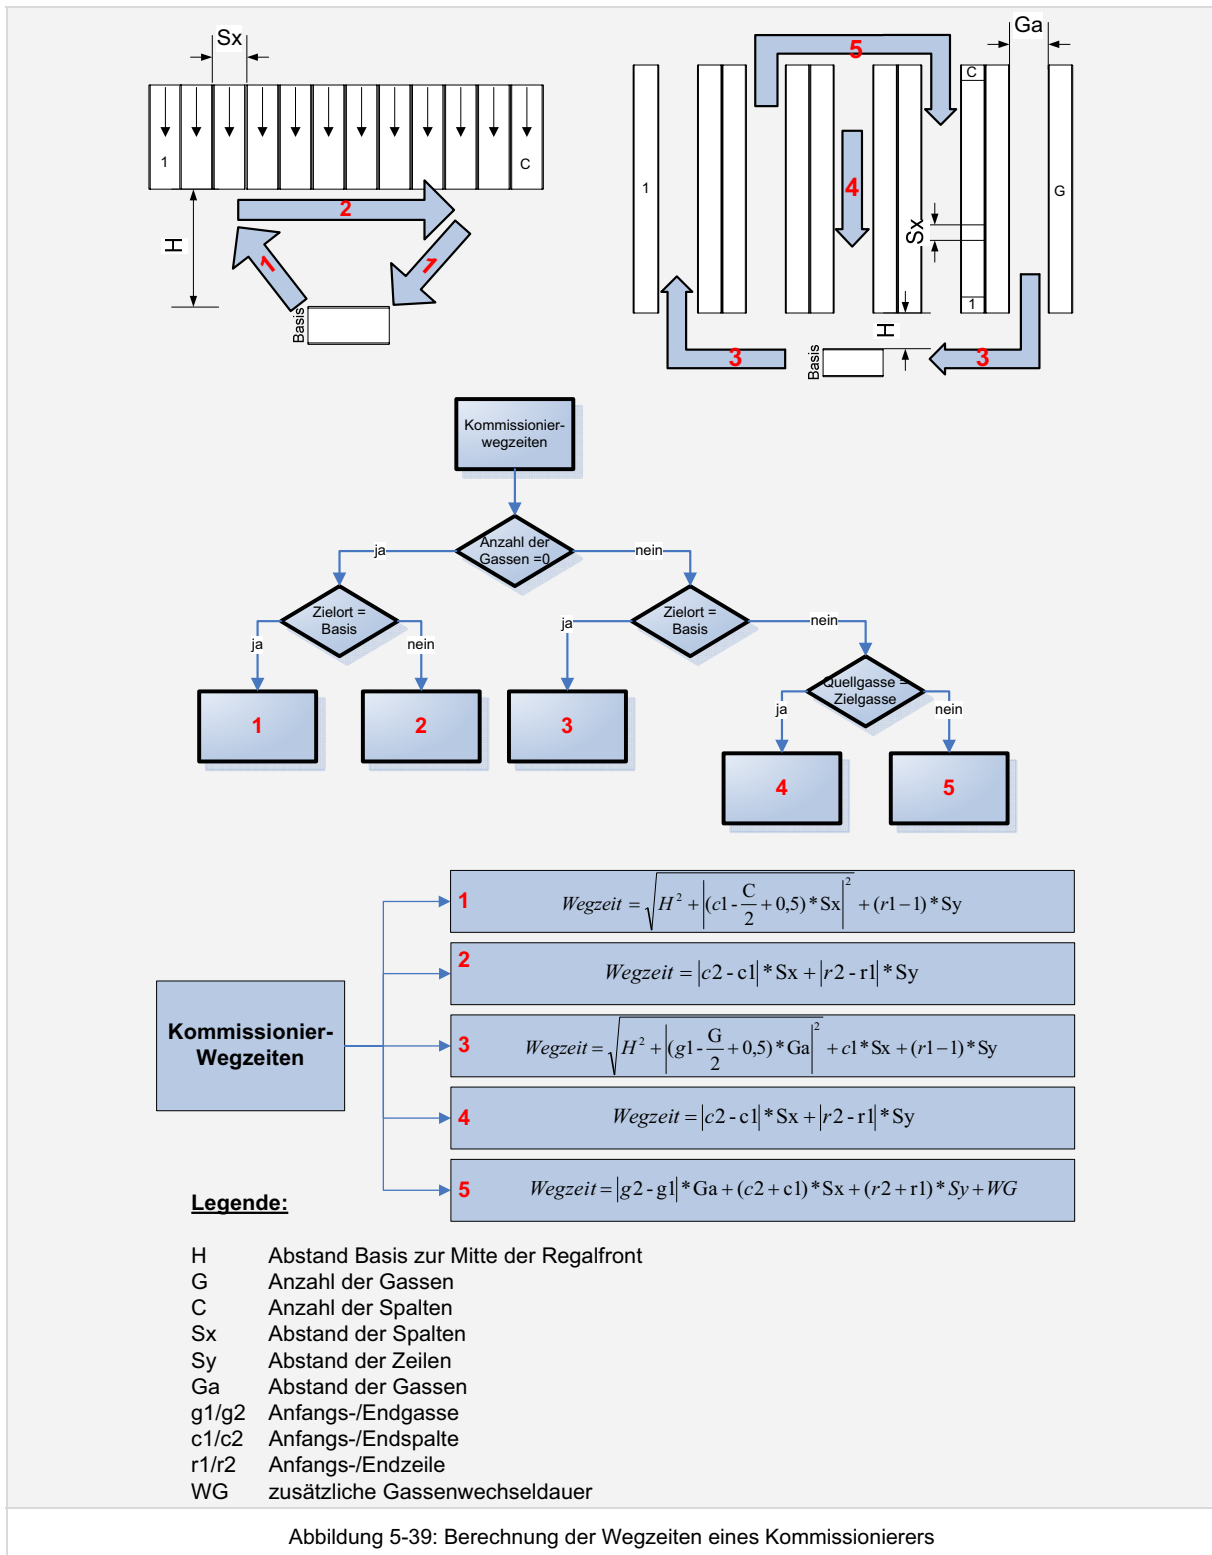 Sx
1
C
2
H
1
1
Basis
Ga
5
C
1
4
G
Sx
1
H
3
Basis
3
Kommissionier-
wegzeiten
Anzahl der
Gassen =0
ja
nein
Zielort =
Basis
Zielort =
Basis
ja
nein
ja
nein
Quellgasse =
Zielgasse
ja
nein
1
2
3
4
5
Kommissionier-
Wegzeiten
1 Wegzeit = √(H² + |(c1 - C/2 + 0,5) * Sx|²) + (r1 − 1) * Sy
2 Wegzeit = |c2 - c1| * Sx + |r2 - r1| * Sy
3 Wegzeit = √(H² + |(g1 - G/2 + 0,5) * Ga|²) + c1 * Sx + (r1 − 1) * Sy
4 Wegzeit = |c2 - c1| * Sx + |r2 - r1| * Sy
5 Wegzeit = |g2 - g1| * Ga + (c2 + c1) * Sx + (r2 + r1) * Sy + WG
Legende:
H Abstand Basis zur Mitte der Regalfront
G Anzahl der Gassen
C Anzahl der Spalten
Sx Abstand der Spalten
Sy Abstand der Zeilen
Ga Abstand der Gassen
g1/g2 Anfangs-/Endgasse
c1/c2 Anfangs-/Endspalte
r1/r2 Anfangs-/Endzeile
WG zusätzliche Gassenwechseldauer
Abbildung 5-39: Berechnung der Wegzeiten eines Kommissionierers